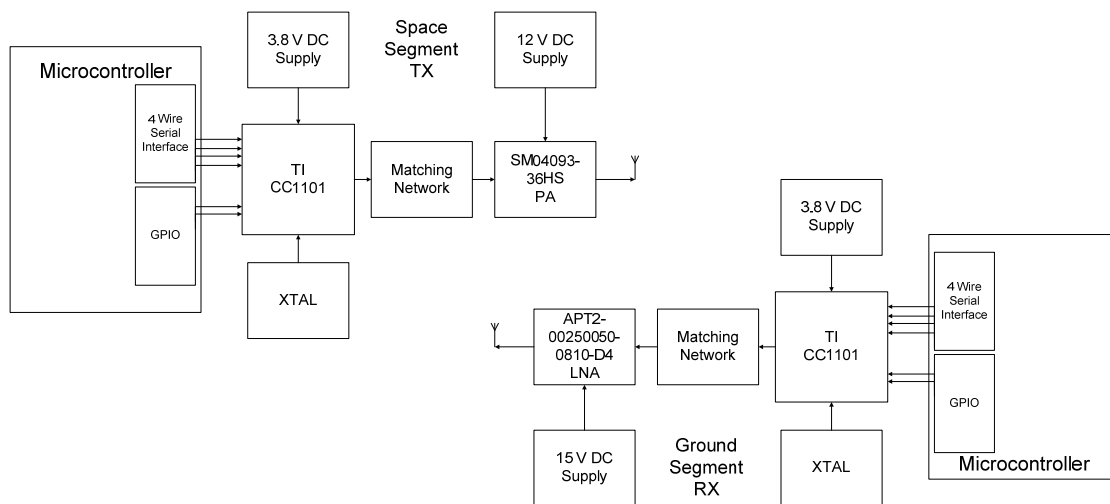 Microcontroller
4 Wire
Serial
Interface
GPIO
3.8 V DC
Supply
TI
CC1101
XTAL
Space
Segment
TX
Matching
Network
12 V DC
Supply
SM04093-
36HS
PA
3.8 V DC
Supply
APT2-
00250050-
0810-D4
LNA
15 V DC
Supply
Matching
Network
Ground
Segment
RX
TI
CC1101
XTAL
4 Wire
Serial
Interface
GPIO
Microcontroller